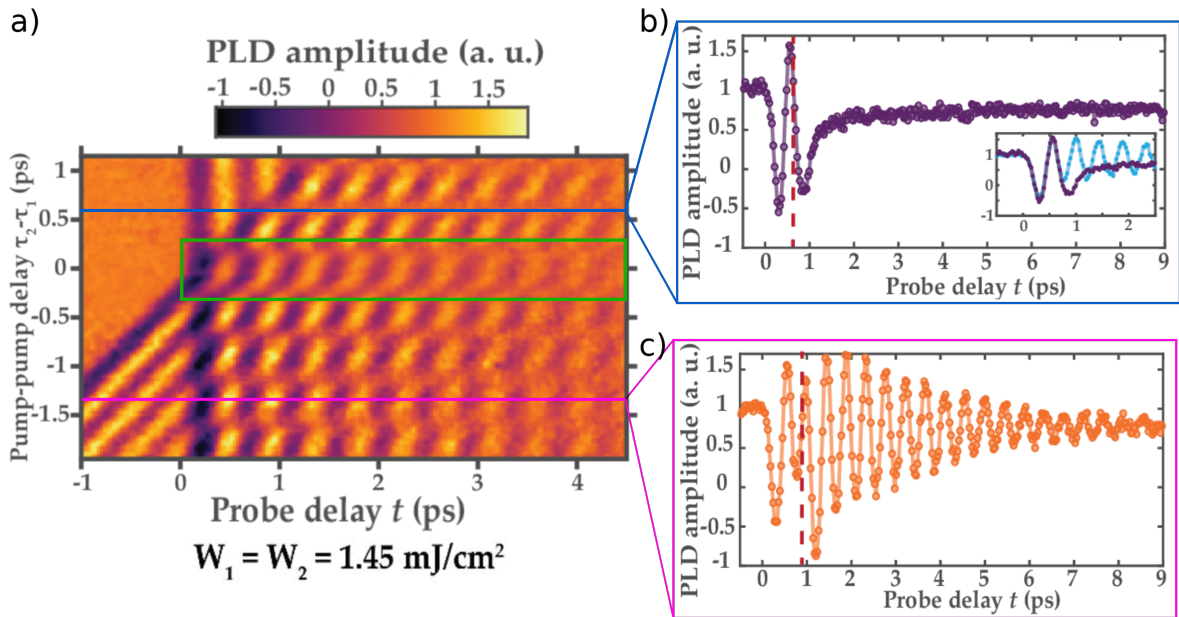 a)
PLD amplitude (a. u.)
-1 -0.5 0 0.5 1 1.5
Pump-pump delay τ2-τ1 (ps)
1
0.5
0
-0.5
-1
-1.5
-1 0 1 2 3 4
Probe delay t (ps)
W1 = W2 = 1.45 mJ/cm²
b)
PLD amplitude (a. u.)
1.5
1
0.5
0
-0.5
-1
0 1 2 3 4 5 6 7 8 9
Probe delay t (ps)
1
0
-1
0 1 2
c)
PLD amplitude (a. u.)
1.5
1
0.5
0
-0.5
-1
0 1 2 3 4 5 6 7 8 9
Probe delay t (ps)